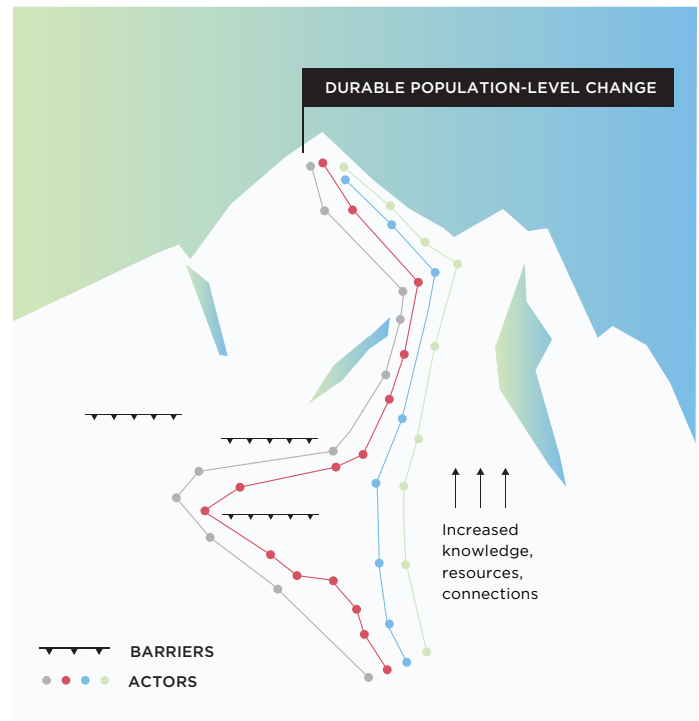 DURABLE POPULATION-LEVEL CHANGE
Increased
knowledge,
resources,
connections
BARRIERS
ACTORS